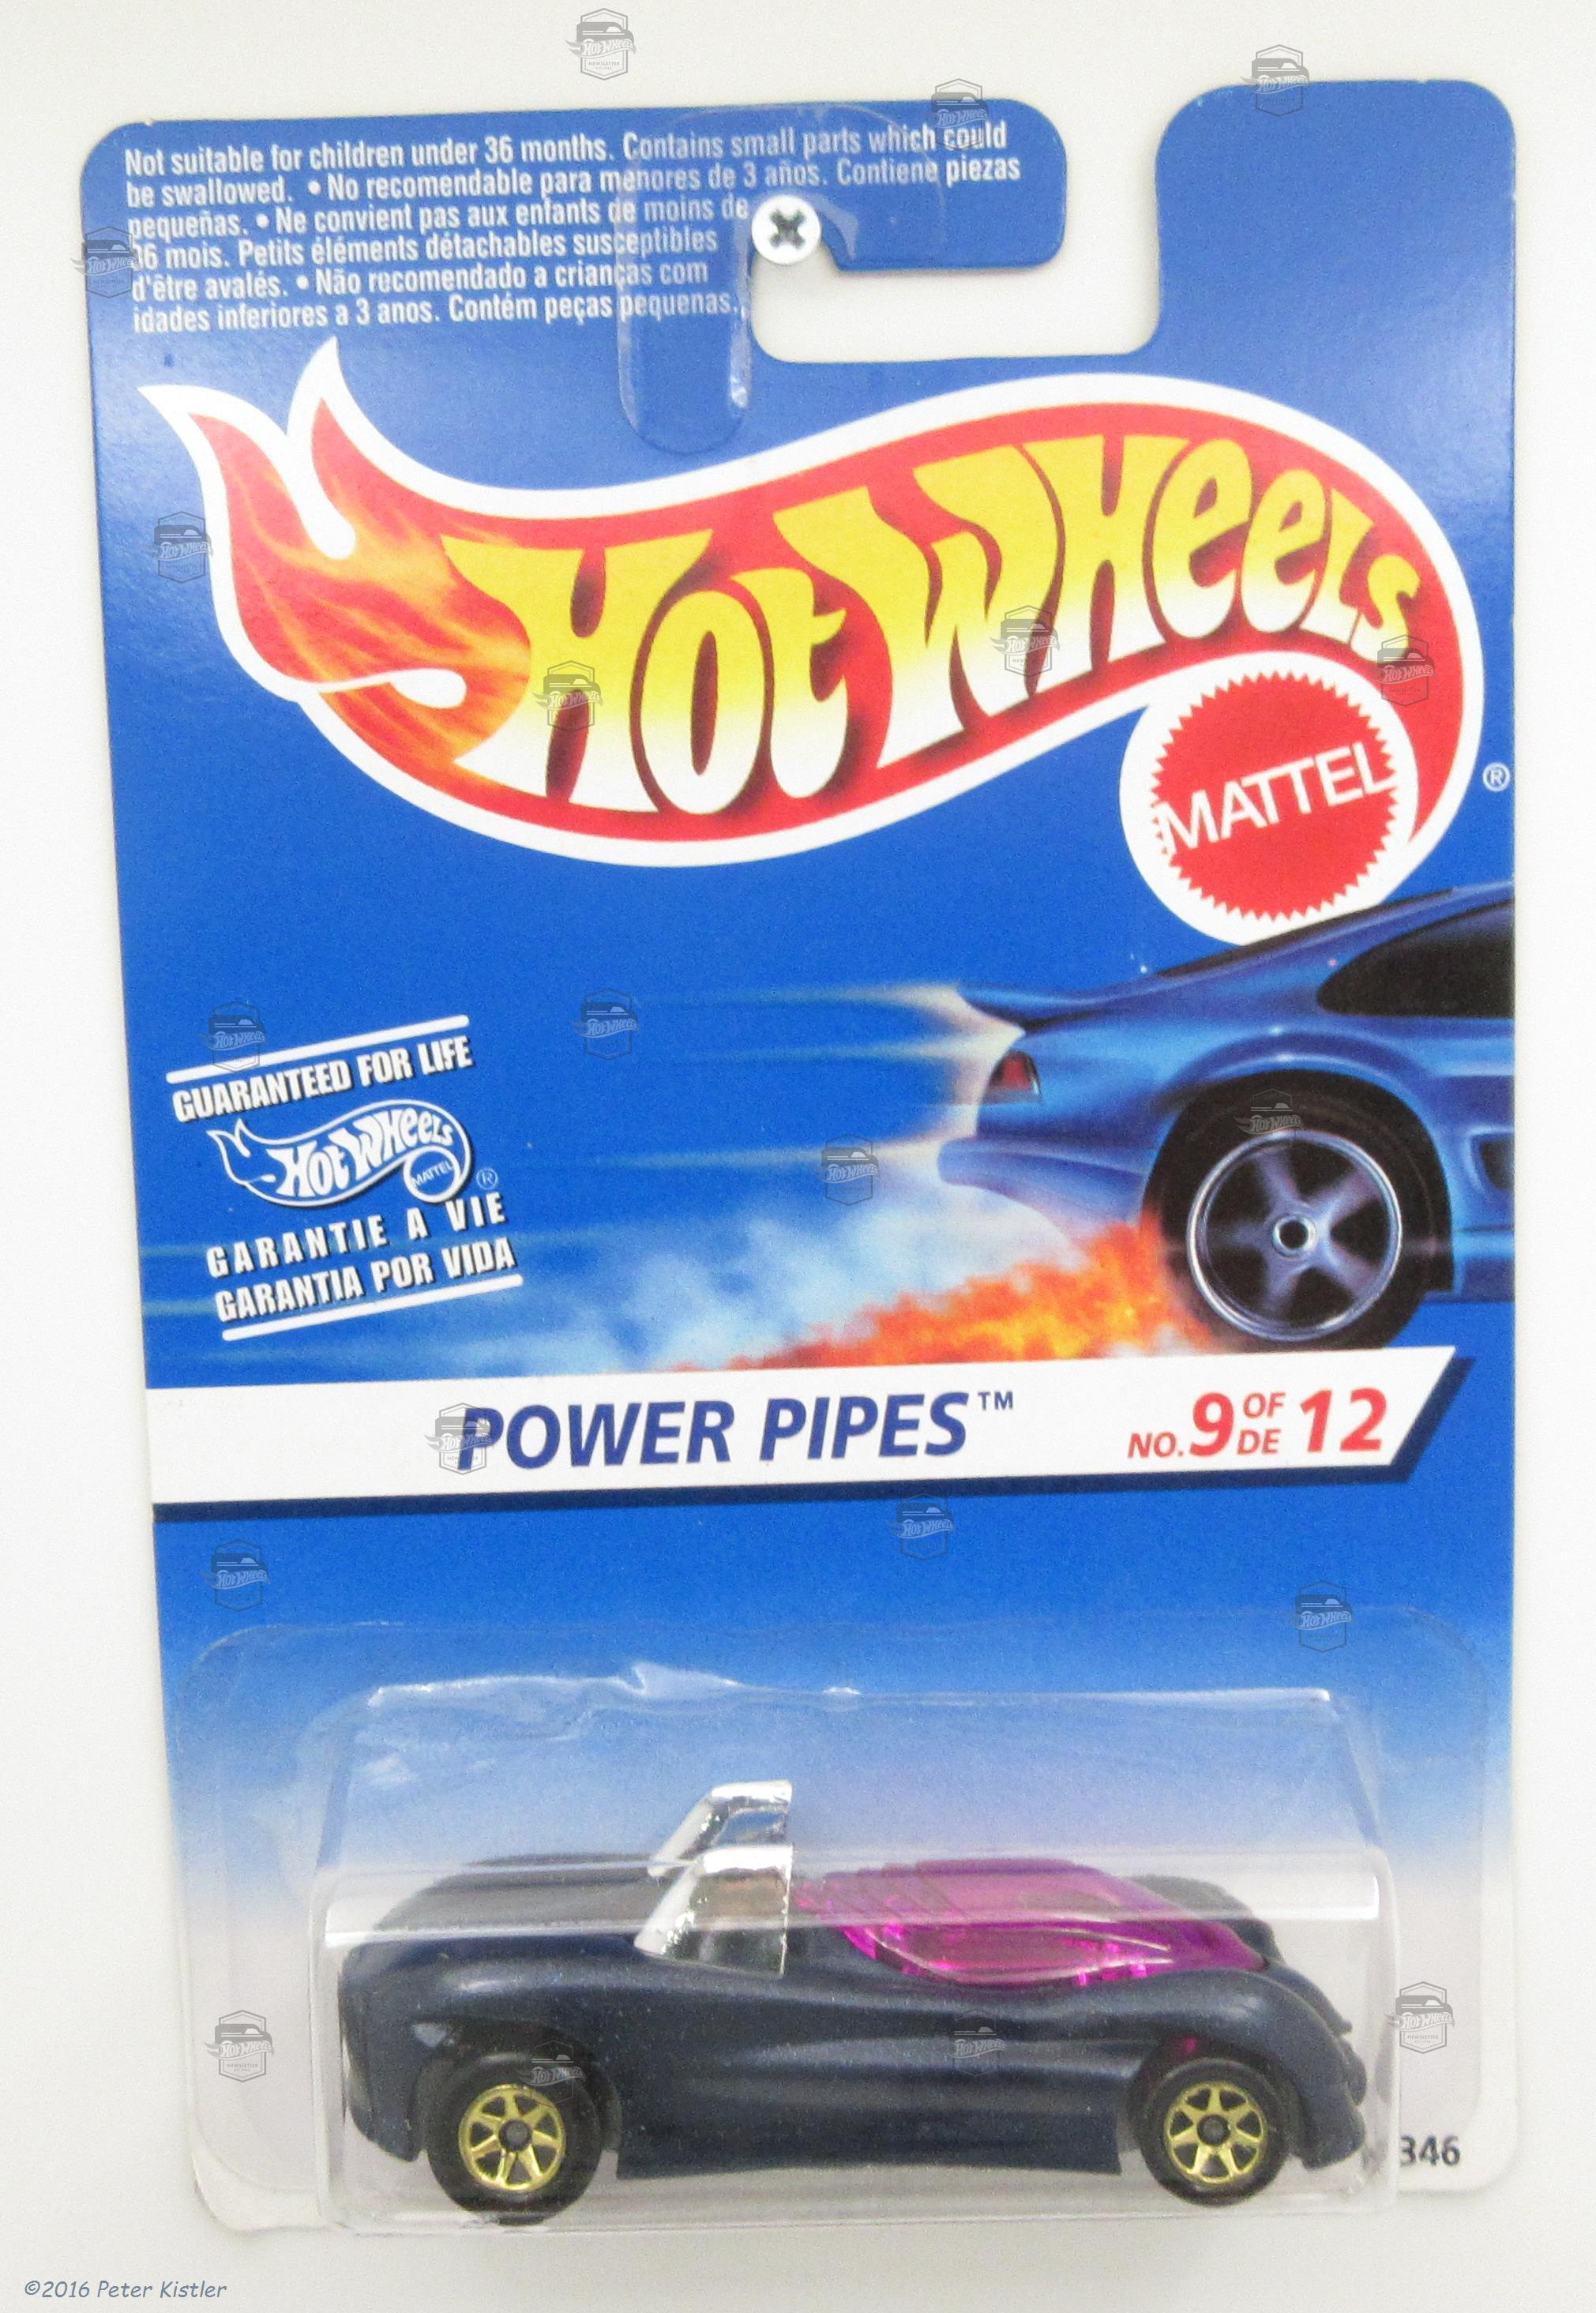 Not suitable for children under 36 months. Contains small parts which could
be swallowed. • No recomendable para menores de 3 años. Contiene piezas
pequeñas. • Ne convient pas aux enfants de moins de
36 mois. Petits éléments détachables susceptibles
d'être avalés. • Não recomendado a crianças com
idades inferiores a 3 anos. Contém peças pequenas.
Hot Wheels
MATTEL
®
GUARANTEED FOR LIFE
Hot Wheels
MATTEL
®
GARANTIE A VIE
GARANTIA POR VIDA
POWER PIPES™
NO. 9 OF DE 12
346
©2016 Peter Kistler